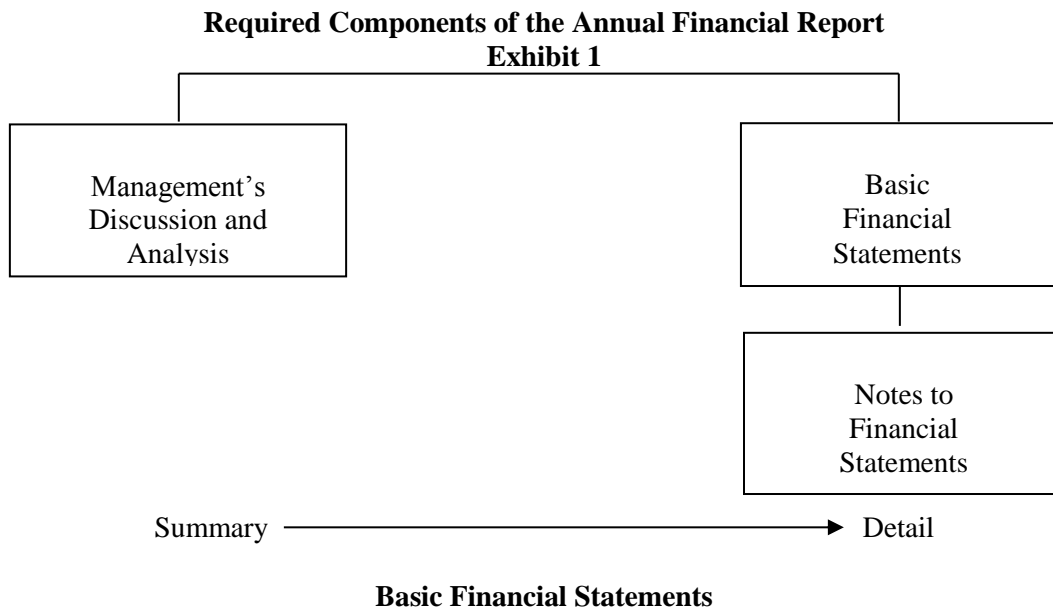 Required Components of the Annual Financial Report
Exhibit 1
Management’s
Discussion and
Analysis
Basic
Financial
Statements
Notes to
Financial
Statements
Summary
Detail
Basic Financial Statements